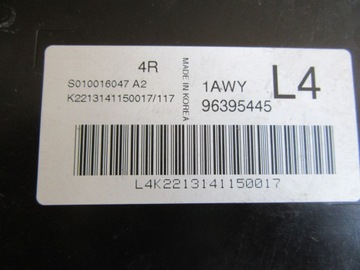 4R
S010016047 A2
K2213141150017/117
MADE IN KOREA
1AWY
L4
96395445
L4K2213141150017